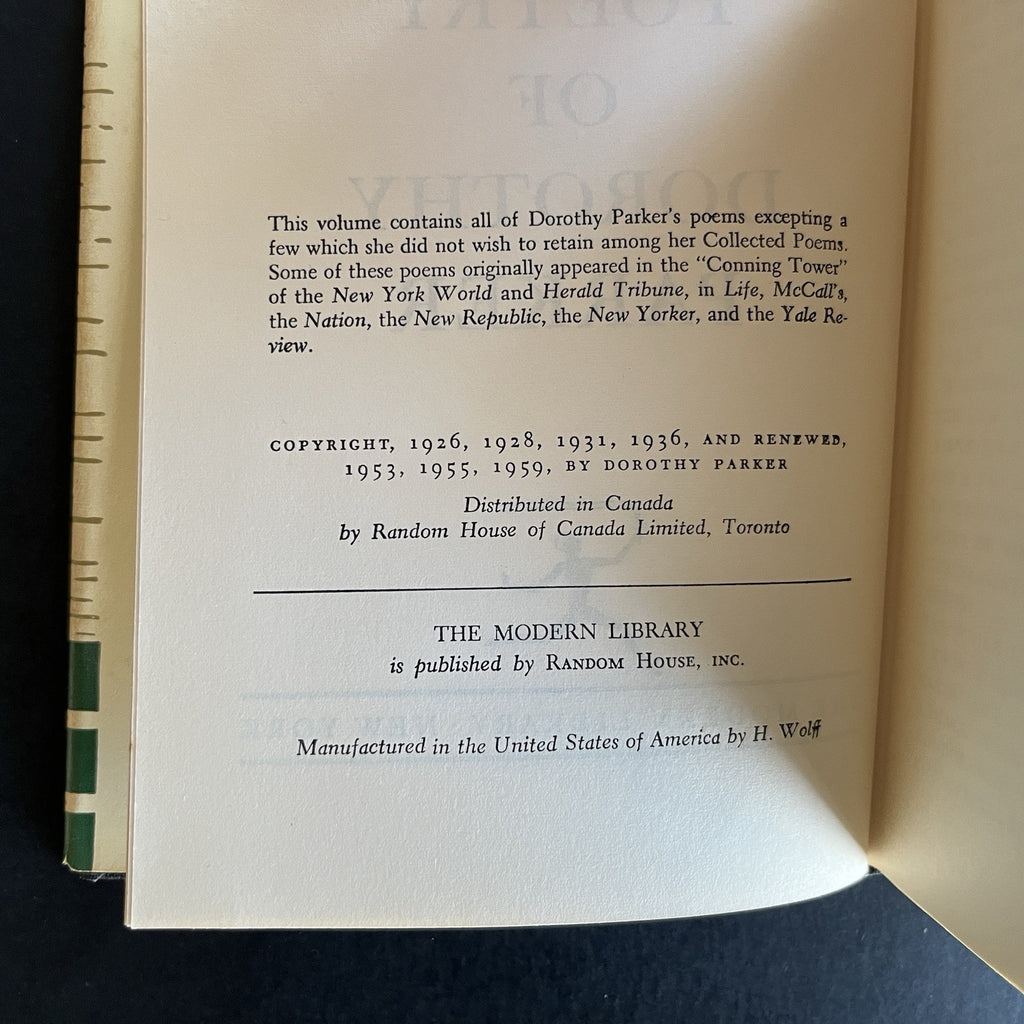 This volume contains all of Dorothy Parker's poems excepting a
few which she did not wish to retain among her Collected Poems.
Some of these poems originally appeared in the "Conning Tower"
of the New York World and Herald Tribune, in Life, McCall's,
the Nation, the New Republic, the New Yorker, and the Yale Re-
view.
COPYRIGHT, 1926, 1928, 1931, 1936, AND RENEWED,
1953, 1955, 1959, BY DOROTHY PARKER
Distributed in Canada
by Random House of Canada Limited, Toronto
THE MODERN LIBRARY
is published by RANDOM HOUSE, INC.
Manufactured in the United States of America by H. Wolff